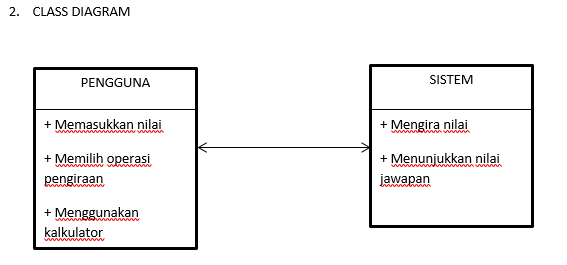 2. CLASS DIAGRAM
PENGGUNA
+ Memasukkan nilai
+ Memilih operasi
pengiraan
+ Menggunakan
kalkulator
SISTEM
+ Mengira nilai
+ Menunjukkan nilai
jawapan